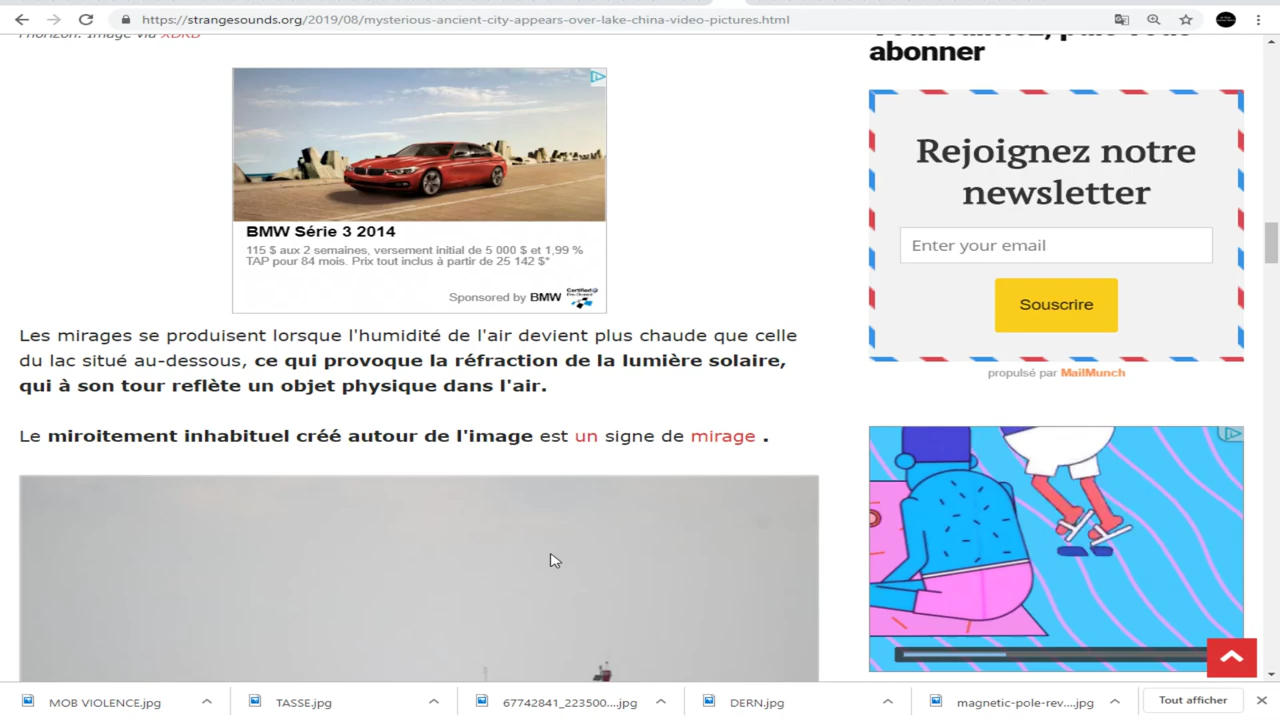 https://strangesounds.org/2019/08/mysterious-ancient-city-appears-over-lake-china-video-pictures.html
l'horizon. Image via XDRD
BMW Série 3 2014
115 $ aux 2 semaines, versement initial de 5 000 $ et 1,99 %
TAP pour 84 mois. Prix tout inclus à partir de 25 142 $*
Sponsored by BMW
Les mirages se produisent lorsque l'humidité de l'air devient plus chaude que celle
du lac situé au-dessous, ce qui provoque la réfraction de la lumière solaire,
qui à son tour reflète un objet physique dans l'air.
Le miroitement inhabituel créé autour de l'image est un signe de mirage .
abonner
Rejoignez notre
newsletter
Enter your email
Souscrire
propulsé par MailMunch
MOB VIOLENCE.jpg
TASSE.jpg
67742841_223500....jpg
DERN.jpg
magnetic-pole-rev....jpg
Tout afficher